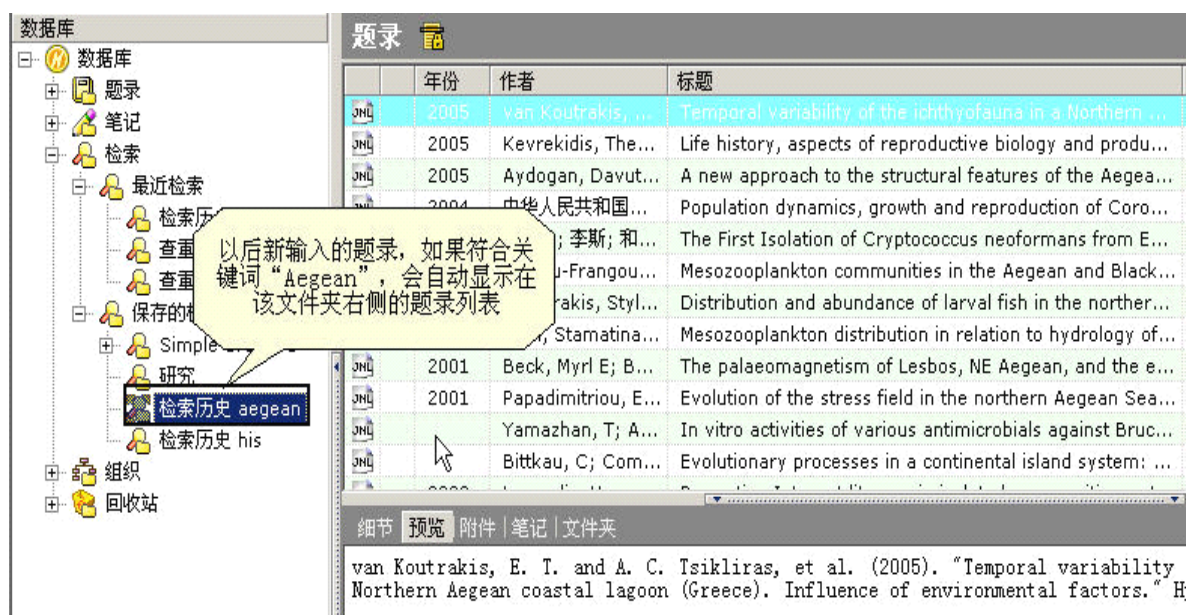 数据库
数据库
题录
笔记
检索
最近检索
检索历
查重
查重
保存的
Simple
研究
检索历史 aegean
检索历史 his
组织
回收站
以后新输入的题录，如果符合关
键词“Aegean”，会自动显示在
该文件夹右侧的题录列表
题录
年份 作者 标题
2005 van Koutrakis, ... Temporal variability of the ichthyofauna in a Northern ...
2005 Kevrekidis, The... Life history, aspects of reproductive biology and produ...
2005 Aydogan, Davut... A new approach to the structural features of the Aegea...
2004 中华人民共和国... Population dynamics, growth and reproduction of Coro...
; 李斯; 和... The First Isolation of Cryptococcus neoformans from E...
u-Frangou... Mesozooplankton communities in the Aegean and Black...
rakis, Styl... Distribution and abundance of larval fish in the norther...
, Stamatina... Mesozooplankton distribution in relation to hydrology of...
2001 Beck, Myrl E; B... The palaeomagnetism of Lesbos, NE Aegean, and the e...
2001 Papadimitriou, E... Evolution of the stress field in the northern Aegean Sea...
Yamazhan, T; A... In vitro activities of various antimicrobials against Bruc...
Bittkau, C; Com... Evolutionary processes in a continental island system: ...
细节 预览 附件 笔记 文件夹
van Koutrakis, E. T. and A. C. Tsikliras, et al. (2005). "Temporal variability
Northern Aegean coastal lagoon (Greece). Influence of environmental factors." H